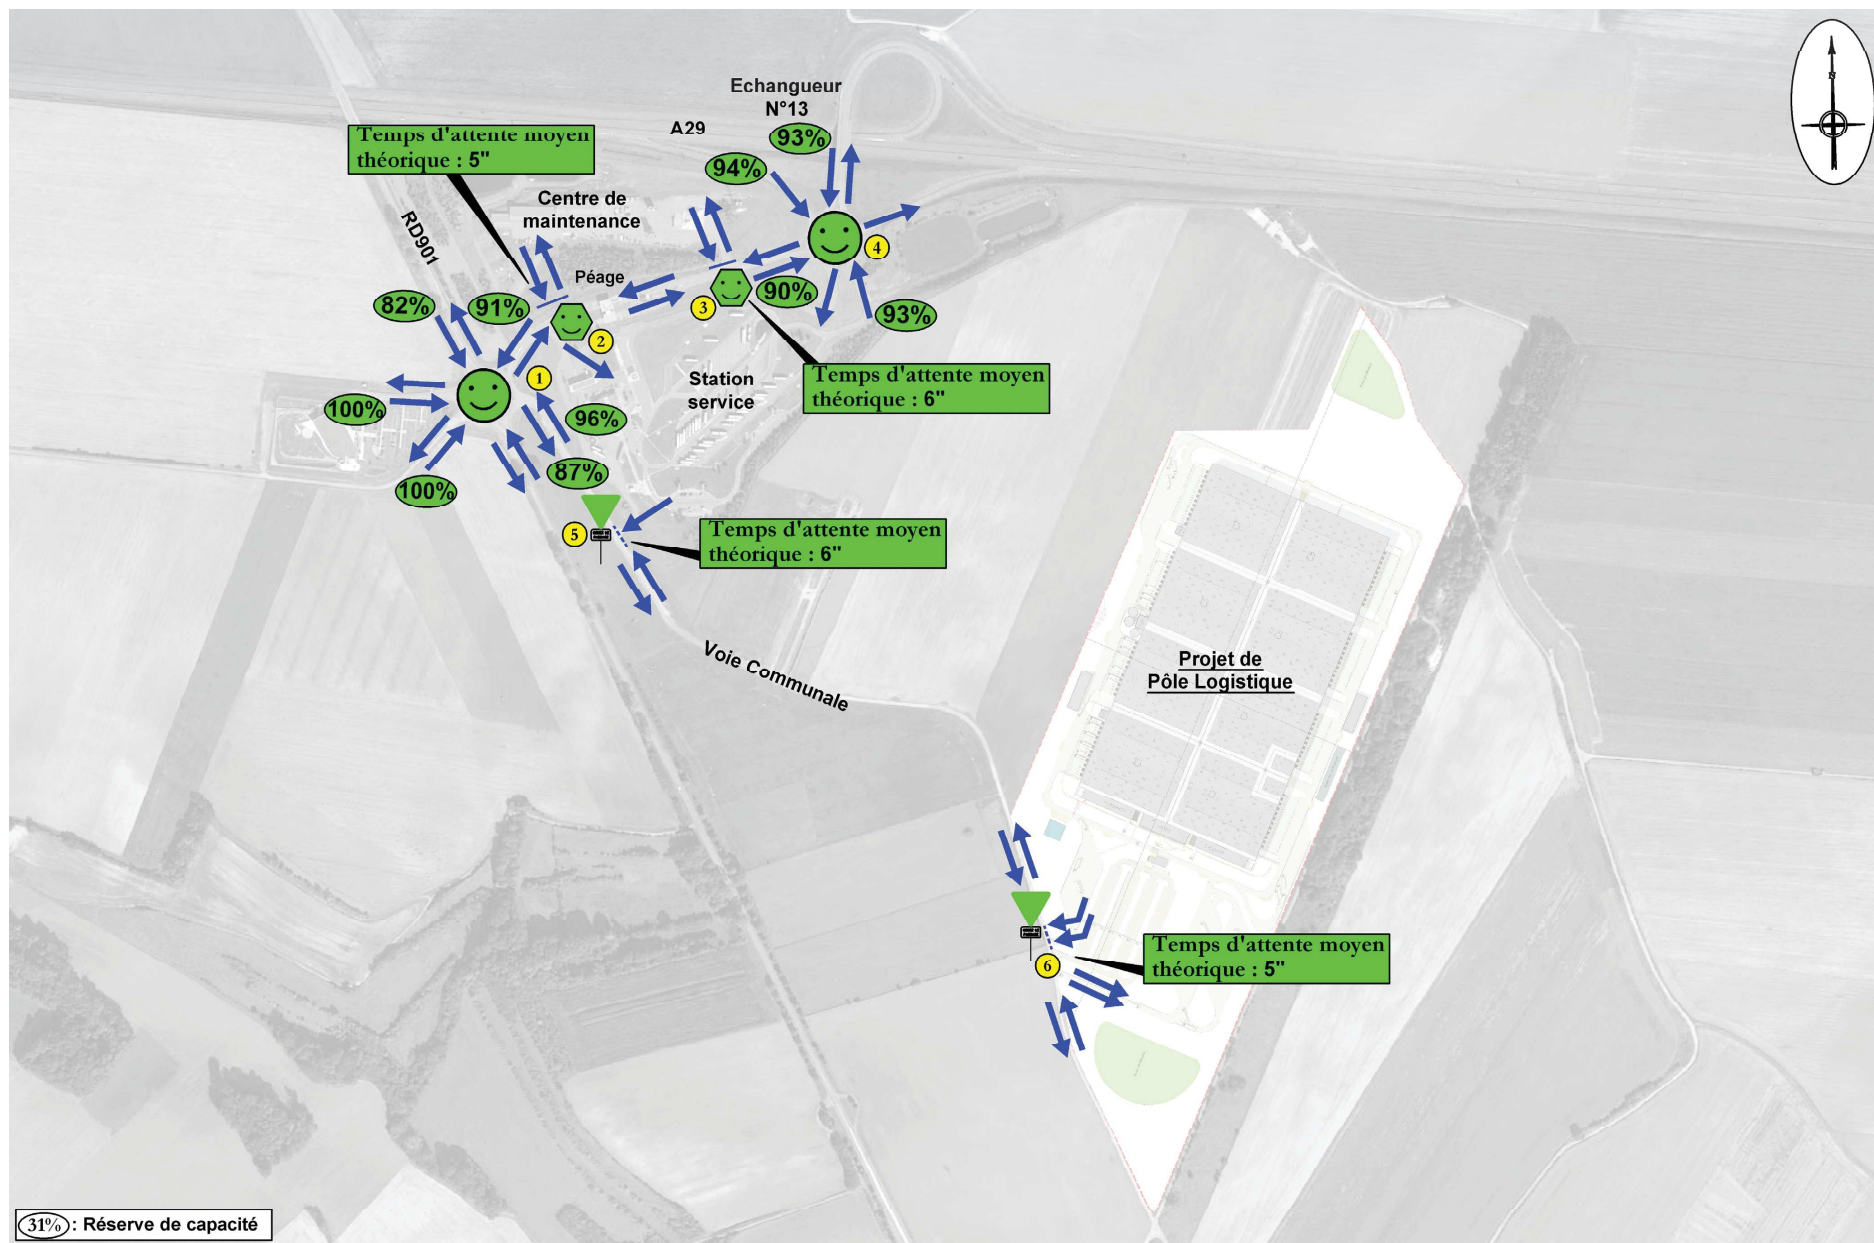 Echangueur
N°13
A29
93%
N
Temps d'attente moyen
théorique : 5"
94%
Centre de
maintenance
RD901
4
Péage
82%
91%
3
90%
93%
2
1
Station
service
Temps d'attente moyen
théorique : 6"
100%
96%
87%
100%
5
Temps d'attente moyen
théorique : 6"
Voie Communale
Projet de
Pôle Logistique
6
Temps d'attente moyen
théorique : 5"
31% : Réserve de capacité